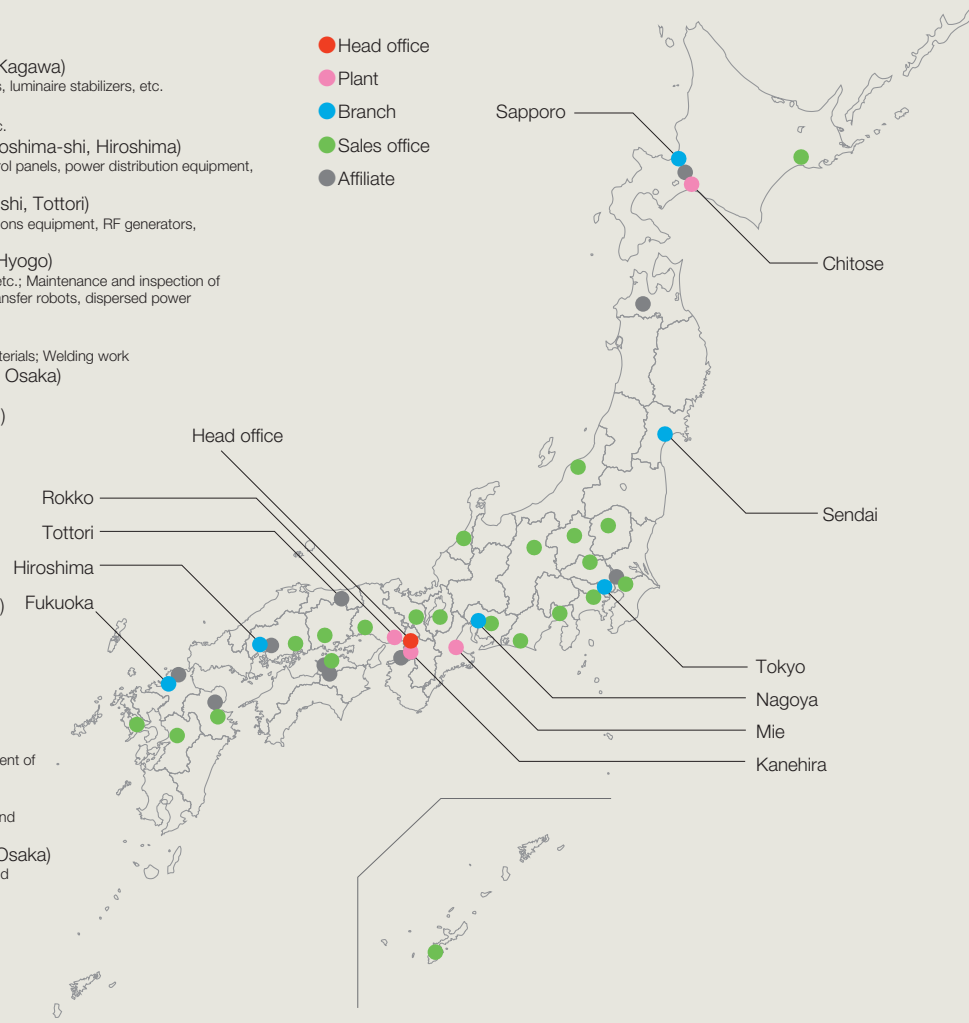 Kagawa)
s, luminaire stabilizers, etc.
c.
oshima-shi, Hiroshima)
rol panels, power distribution equipment,
shi, Tottori)
ons equipment, RF generators,
Hyogo)
etc.; Maintenance and inspection of
ansfer robots, dispersed power
terials; Welding work
Osaka)
)
)
ent of
nd
Osaka)
d
Head office
Plant
Branch
Sales office
Affiliate
Sapporo
Chitose
Sendai
Head office
Rokko
Tottori
Hiroshima
Fukuoka
Tokyo
Nagoya
Mie
Kanehira